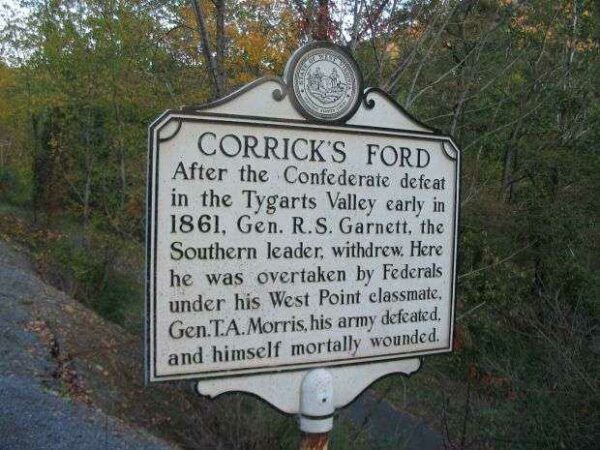 CORRICK'S FORD
After the Confederate defeat
in the Tygarts Valley early in
1861, Gen. R.S. Garnett, the
Southern leader, withdrew. Here
he was overtaken by Federals
under his West Point classmate,
Gen. T.A. Morris, his army defeated,
and himself mortally wounded.